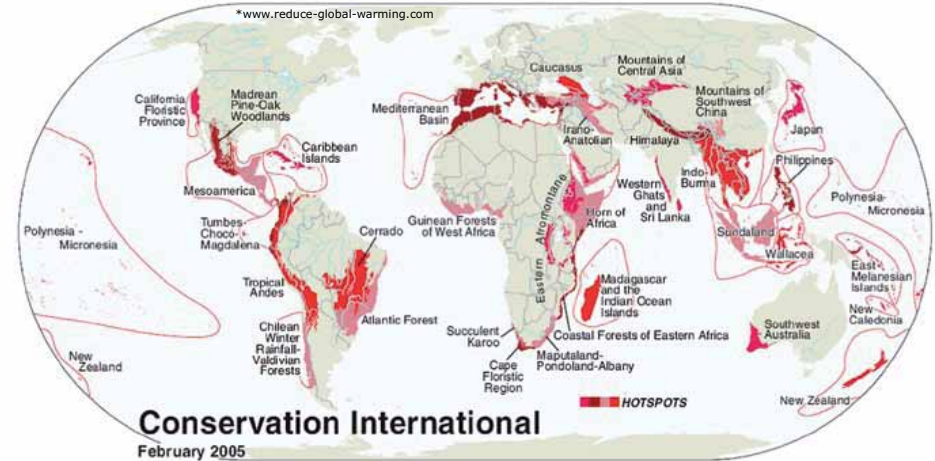 *www.reduce-global-warming.com
Caucasus
Mountains of
Central Asia
California
Floristic
Province
Madrean
Pine-Oak
Woodlands
Mediterranean
Basin
Mountains of
Southwest
China
Caribbean
Islands
Irano-
Anatolian
Himalaya
Japan
Mesoamerica
Philippines
Indo-
Burma
Western
Ghats
and
Sri Lanka
Polynesia-
Micronesia
Tumbes-
Choco-
Magdalena
Cerrado
Guinean Forests
of West Africa
Eastern Afromontane
Horn of
Africa
Polynesia -
Micronesia
Sundaland
Wallacea
East-
Melanesian
Islands
Tropical
Andes
Madagascar
and the
Indian Ocean
Islands
New
Caledonia
Atlantic Forest
Chilean
Winter
Rainfall-
Valdivian
Forests
Succulent
Karoo
Coastal Forests of Eastern Africa
Southwest
Australia
New
Zealand
Cape
Floristic
Region
Maputaland-
Pondoland-Albany
HOTSPOTS
New Zealand
Conservation International
February 2005